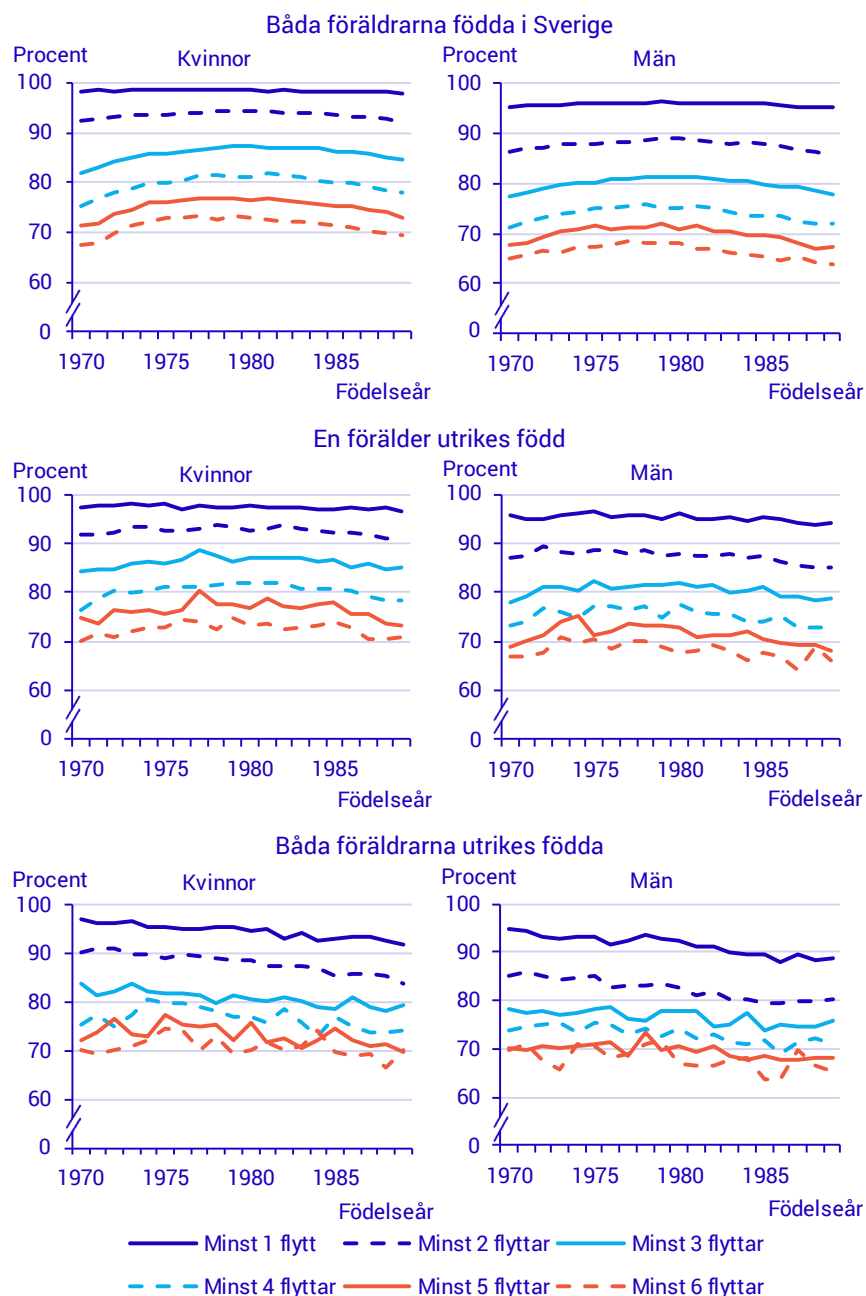 Båda föräldrarna födda i Sverige
Procent Kvinnor Män
100 100
90 90
80 80
70 70
60 60
0 0
1970 1975 1980 1985 1970 1975 1980 1985
Födelseår Födelseår
En förälder utrikes född
Procent Kvinnor Procent Män
100 100
90 90
80 80
70 70
60 60
0 0
1970 1975 1980 1985 1970 1975 1980 1985
Födelseår Födelseår
Båda föräldrarna utrikes födda
Procent Kvinnor Procent Män
100 100
90 90
80 80
70 70
60 60
0 0
1970 1975 1980 1985 1970 1975 1980 1985
Födelseår Födelseår
Minst 1 flytt Minst 2 flyttar Minst 3 flyttar
Minst 4 flyttar Minst 5 flyttar Minst 6 flyttar